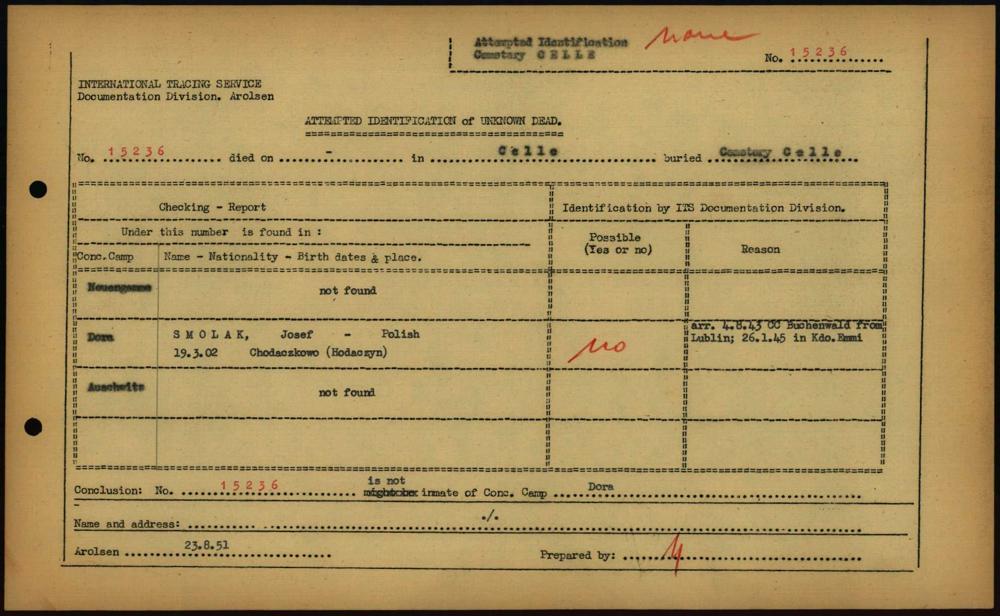 Attempted Identification none
Cemetary CELLE
No. 15236
INTERNATIONAL TRACING SERVICE
Documentation Division. Arolsen
ATTEMPTED IDENTIFICATION of UNKNOWN DEAD.
No. 15236 died on - in Celle buried Cemetary Celle
Checking - Report
Identification by ITS Documentation Division.
Under this number is found in :
Possible
(Yes or no)
Reason
Conc.Camp
Name - Nationality - Birth dates & place.
Neuengamme
not found
Dora
SMOLAK, Josef - Polish
19.3.02 Chodaczkowo (Hodaczyn)
no
arr. 4.8.43 CC Buchenwald from
Lublin; 26.1.45 in Kdo.Emmi
Auschwitz
not found
is not
Conclusion: No. 15236 inmate of Conc. Camp Dora
Name and address: ./.
Arolsen 23.8.51
Prepared by: